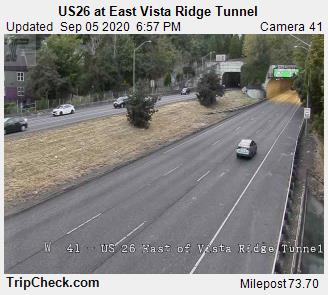 US26 at East Vista Ridge Tunnel
Updated Sep 05 2020 6:57 PM Camera 41
W 41 -- US 26 East of Vista Ridge Tunnel
TripCheck.com Milepost 73.70